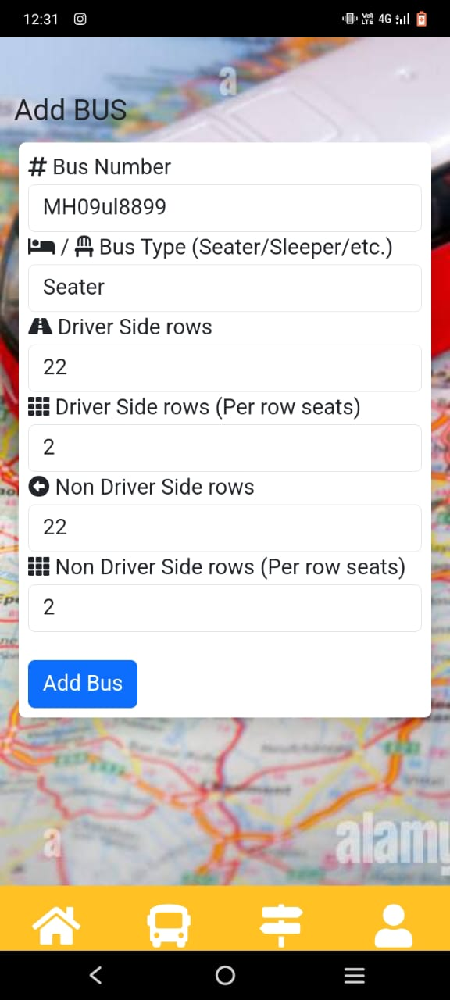 12:31
Vo)) LTE 4G
a
Add BUS
# Bus Number
MH09ul8899
/ Bus Type (Seater/Sleeper/etc.)
Seater
Driver Side rows
22
Driver Side rows (Per row seats)
2
Non Driver Side rows
22
Non Driver Side rows (Per row seats)
2
Add Bus
a
alamy